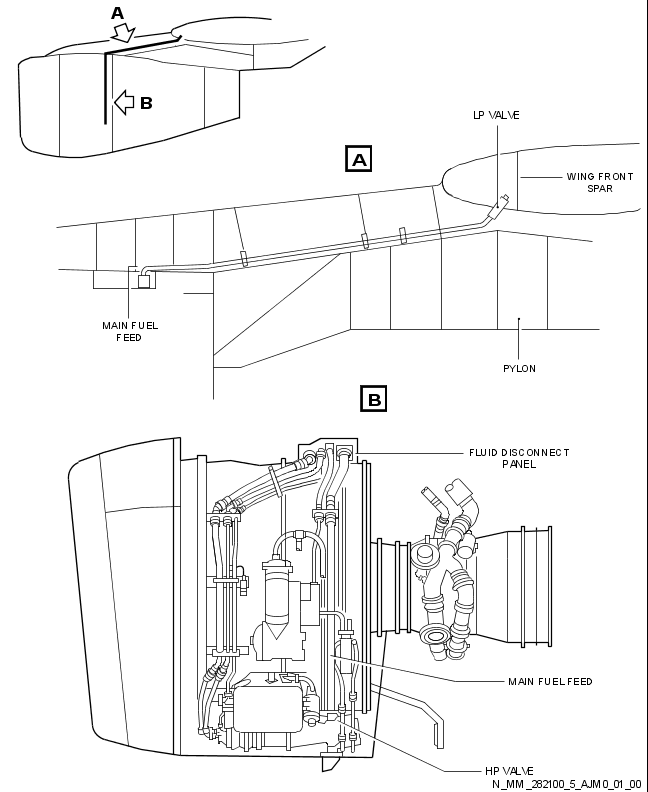 A
B
LP VALVE
A
WING FRONT
SPAR
MAIN FUEL
FEED
PYLON
B
FLUID DISCONNECT
PANEL
MAIN FUEL FEED
HP VALVE
N_MM_282100_5_AJM0_01_00